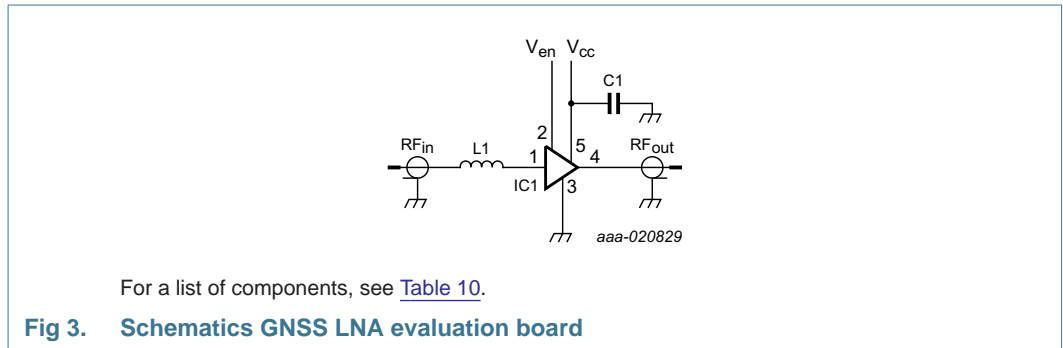 Ven Vcc
C1
2
RFin L1 1 5 4 RFout
IC1 3
aaa-020829
For a list of components, see Table 10.
Fig 3. Schematics GNSS LNA evaluation board